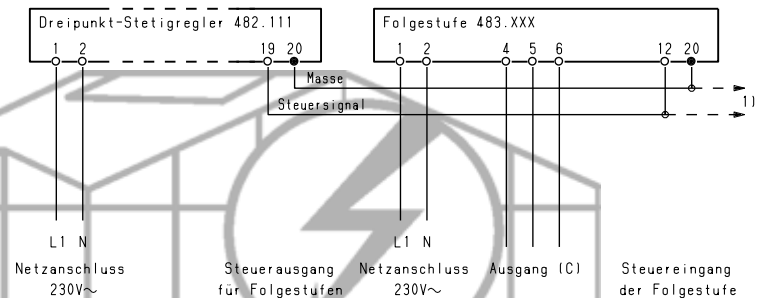 Dreipunkt-Stetigregler 482.111
Folgestufe 483.XXX
1 2 19 20
1 2 4 5 6 12 20
Masse
1)
Steuersignal
L1 N
L1 N
Netzanschluss
230V~
Steuerausgang
für Folgestufen
Netzanschluss
230V~
Ausgang (C)
Steuereingang
der Folgestufe